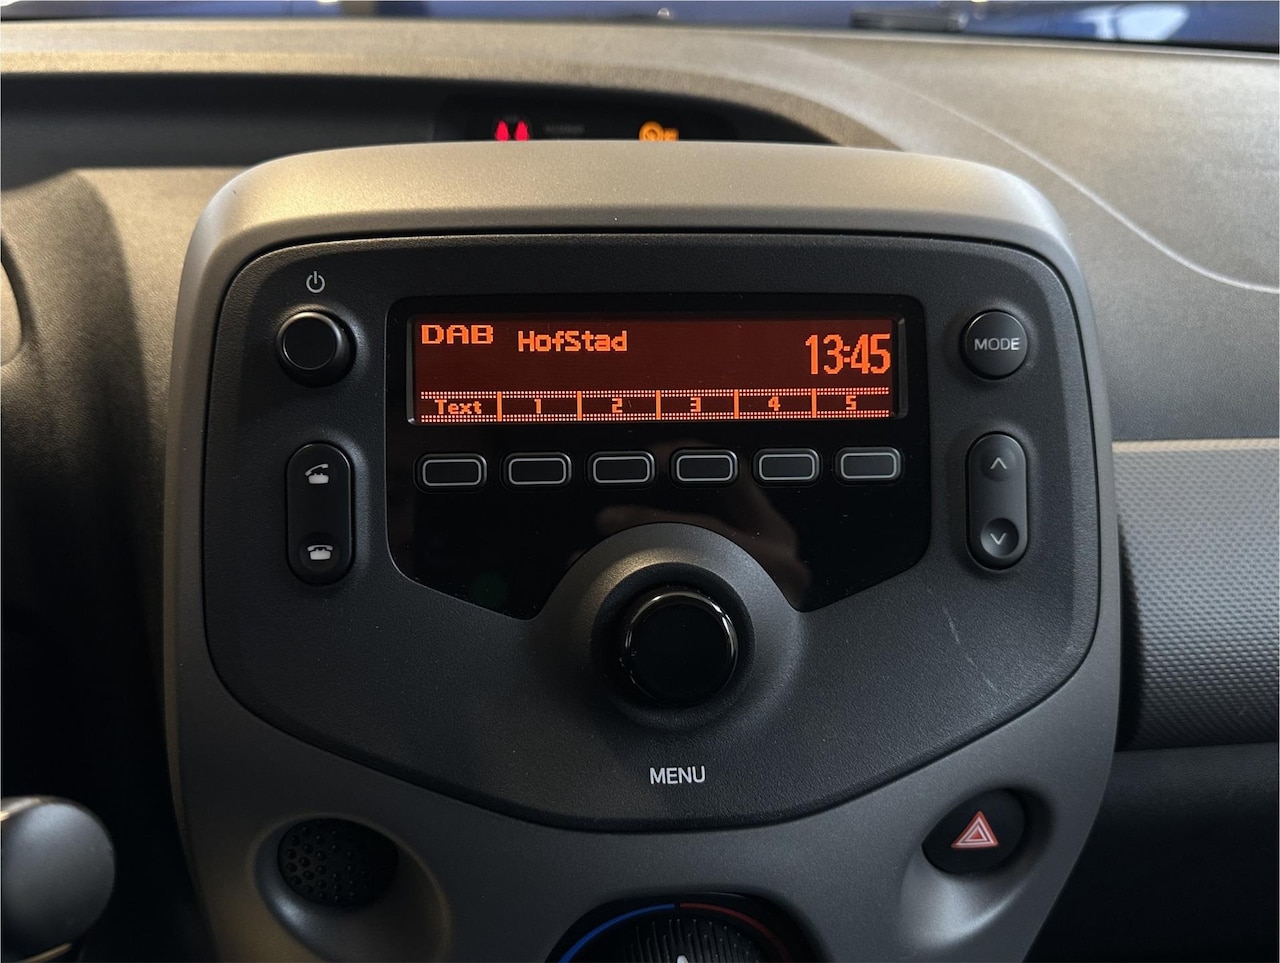 DAB HofStad 13:45
Text 1 2 3 4 5
MODE
MENU